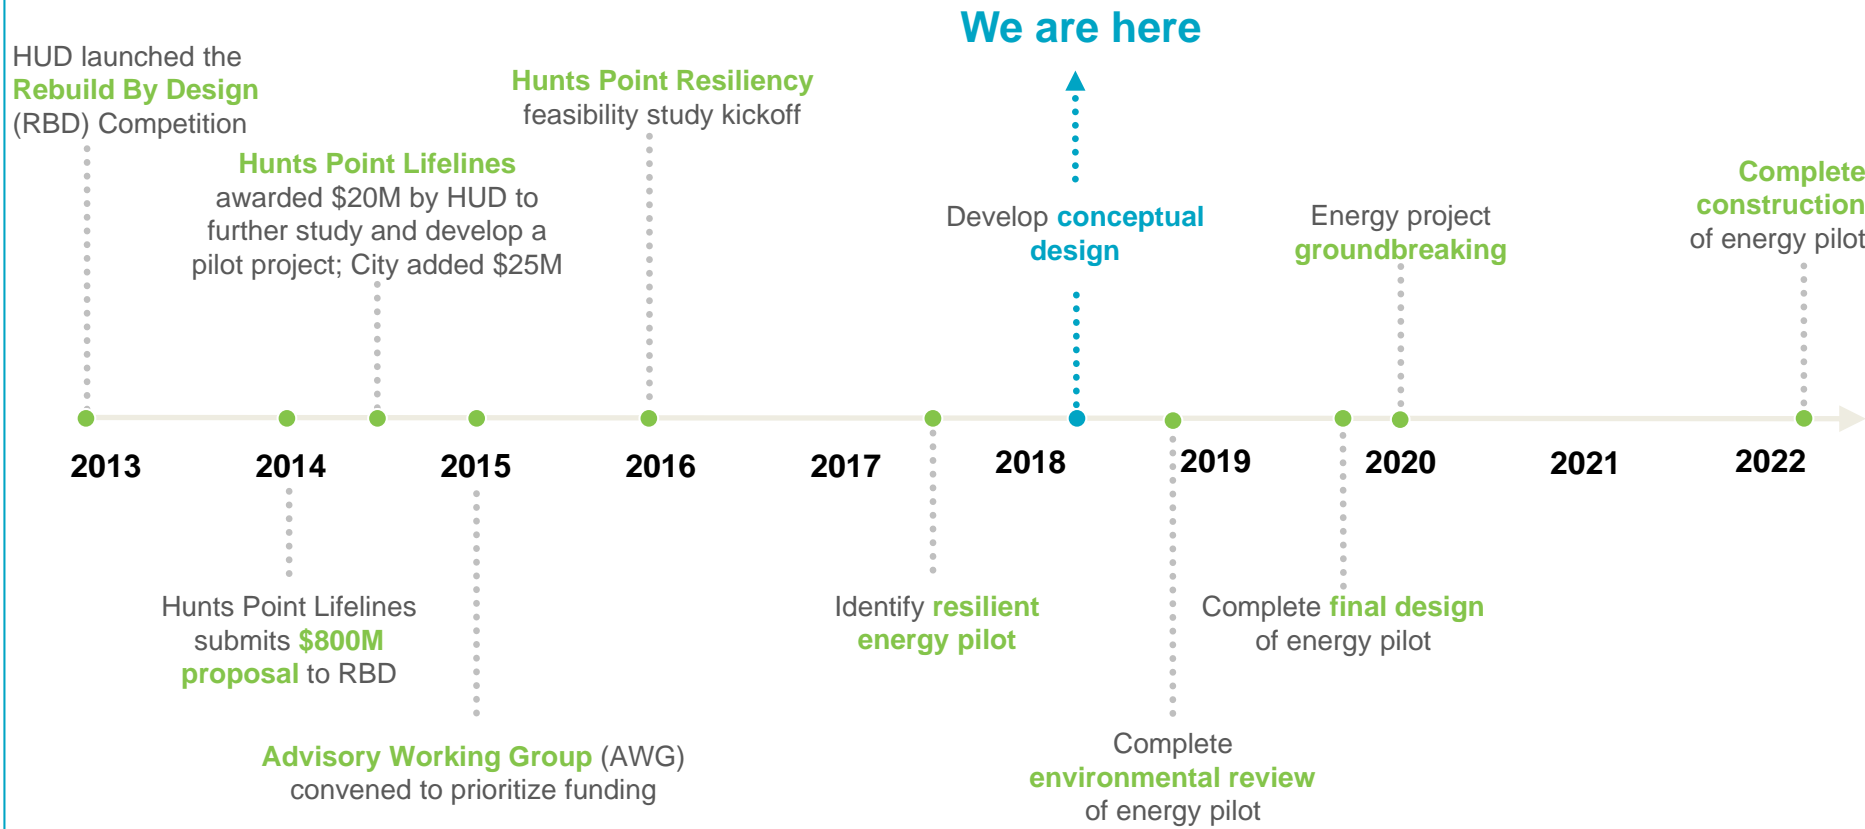 We are here
HUD launched the
Rebuild By Design
(RBD) Competition
Hunts Point Lifelines
awarded $20M by HUD to
further study and develop a
pilot project; City added $25M
Hunts Point Resiliency
feasibility study kickoff
Develop conceptual
design
Energy project
groundbreaking
Complete
construction
of energy pilot
2013
2014
2015
2016
2017
2018
2019
2020
2021
2022
Hunts Point Lifelines
submits $800M
proposal to RBD
Advisory Working Group (AWG)
convened to prioritize funding
Identify resilient
energy pilot
Complete
environmental review
of energy pilot
Complete final design
of energy pilot